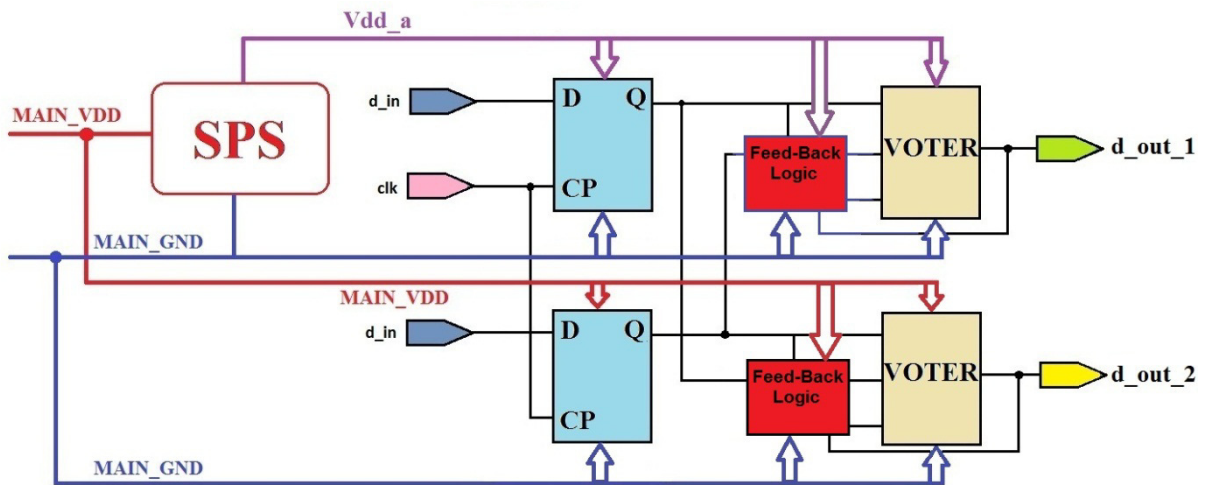 Vdd_a
MAIN_VDD
SPS
d_in
D
Q
clk
CP
Feed-Back
Logic
VOTER
d_out_1
MAIN_GND
MAIN_VDD
d_in
D
Q
CP
Feed-Back
Logic
VOTER
d_out_2
MAIN_GND